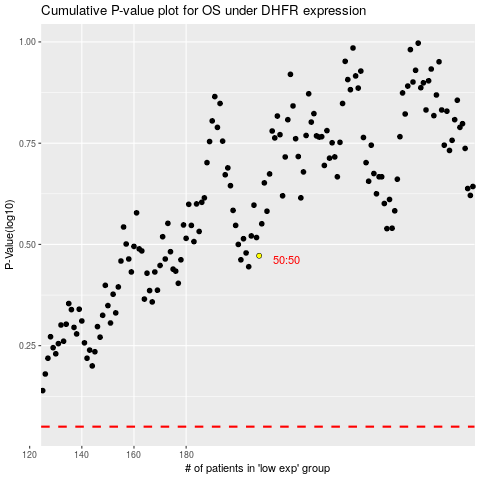 Cumulative P-value plot for OS under DHFR expression
P-Value(log10)
1.00
0.75
0.50
0.25
50:50
120 140 160 180
# of patients in 'low exp' group